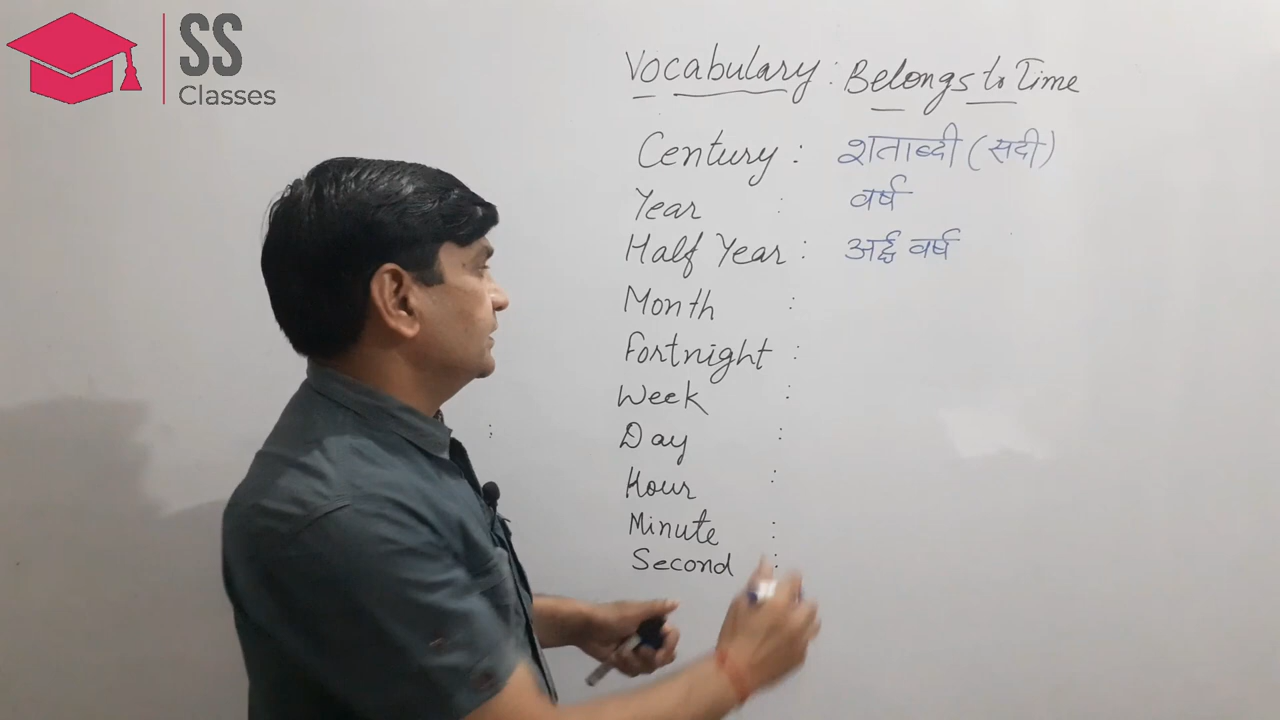 SS
Classes
Vocabulary : Belongs to Time
Century : शताब्दी (सदी)
Year : वर्ष
Half Year : अर्द्ध वर्ष
Month :
Fortnight :
Week :
Day :
Hour :
Minute :
Second :